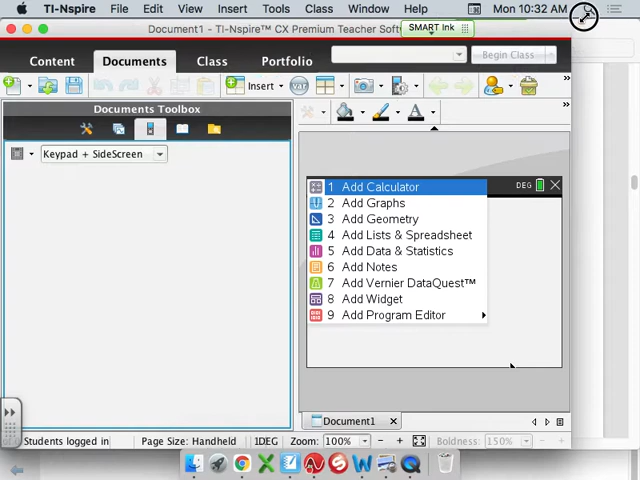 TI-Nspire File Edit View Insert Tools Class Window Help Mon 10:32 AM
Document1 - TI-Nspire™ CX Premium Teacher Softw
SMART Ink
Content Documents Class Portfolio Begin Class
Insert
Documents Toolbox
Keypad + SideScreen
DEG
1 Add Calculator
2 Add Graphs
3 Add Geometry
4 Add Lists & Spreadsheet
5 Add Data & Statistics
6 Add Notes
7 Add Vernier DataQuest™
8 Add Widget
9 Add Program Editor
Document1
Students logged in Page Size: Handheld 1DEG Zoom: 100% Boldness: 150%